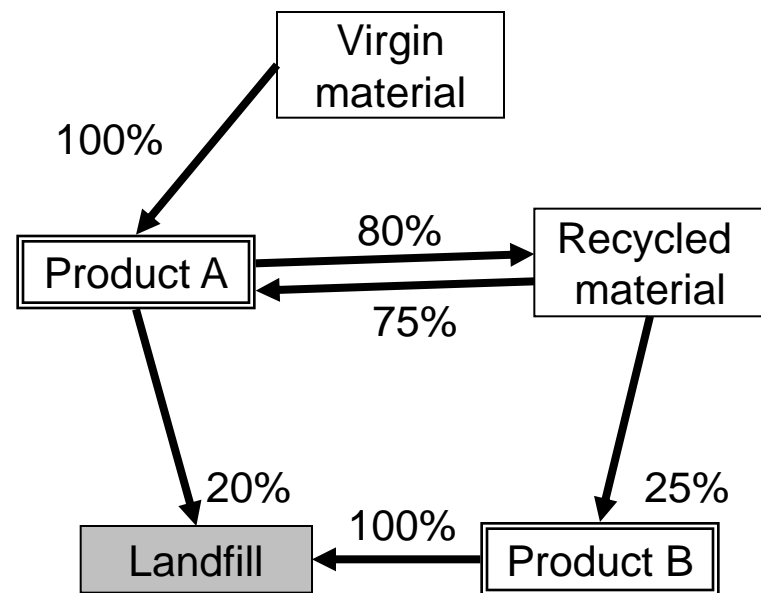 Virgin
material
100%
80%
Product A
Recycled
material
75%
20%
25%
100%
Landfill
Product B